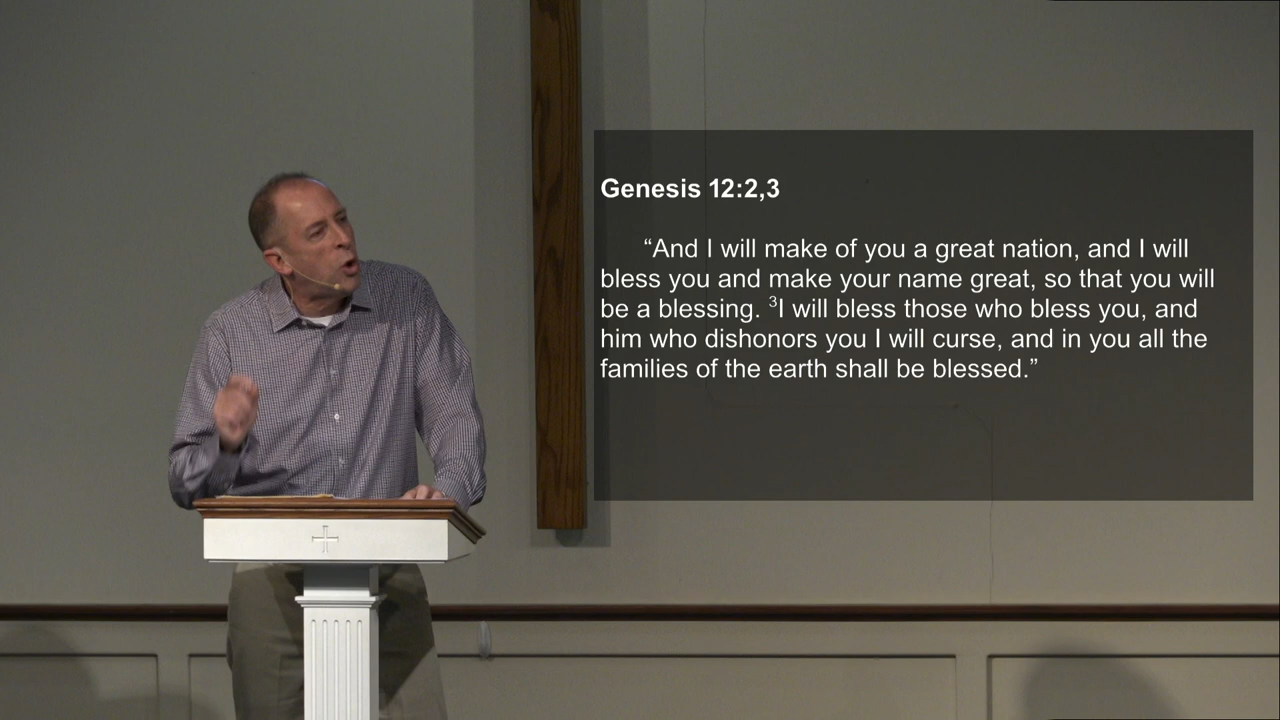 Genesis 12:2,3
“And I will make of you a great nation, and I will
bless you and make your name great, so that you will
be a blessing. ³I will bless those who bless you, and
him who dishonors you I will curse, and in you all the
families of the earth shall be blessed.”